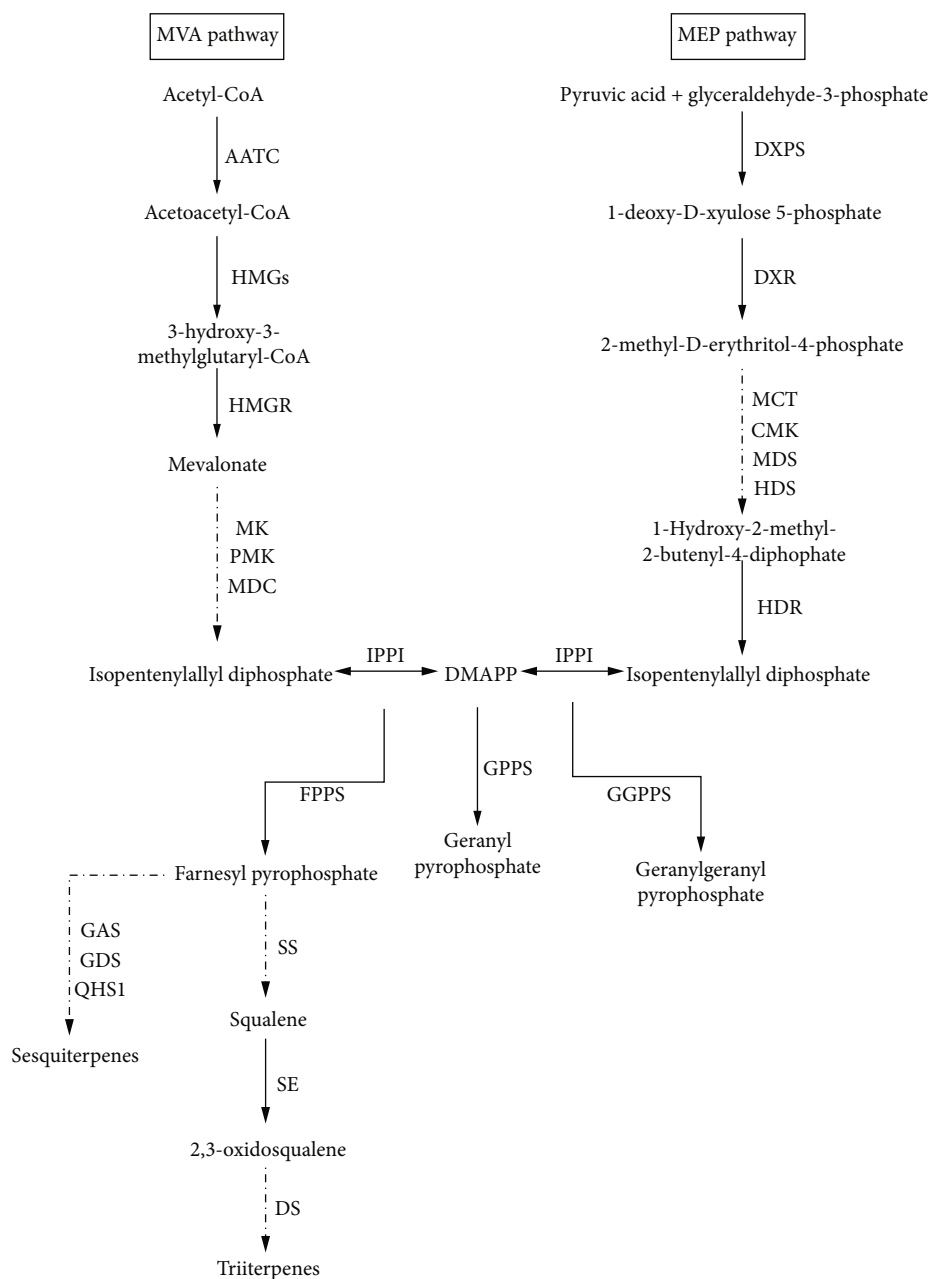 MVA pathway
MEP pathway
Acetyl-CoA
Pyruvic acid + glyceraldehyde-3-phosphate
AATC
DXPS
Acetoacetyl-CoA
1-deoxy-D-xyulose 5-phosphate
HMGs
DXR
3-hydroxy-3-
methylglutaryl-CoA
2-methyl-D-erythritol-4-phosphate
HMGR
MCT
CMK
MDS
HDS
Mevalonate
MK
PMK
MDC
1-Hydroxy-2-methyl-
2-butenyl-4-diphophate
HDR
Isopentenylallyl diphosphate
IPPI
DMAPP
IPPI
Isopentenylallyl diphosphate
FPPS
GPPS
GGPPS
Geranyl
pyrophosphate
Farnesyl pyrophosphate
Geranylgeranyl
pyrophosphate
GAS
GDS
QHS1
SS
Squalene
Sesquiterpenes
SE
2,3-oxidosqualene
DS
Triiterpenes